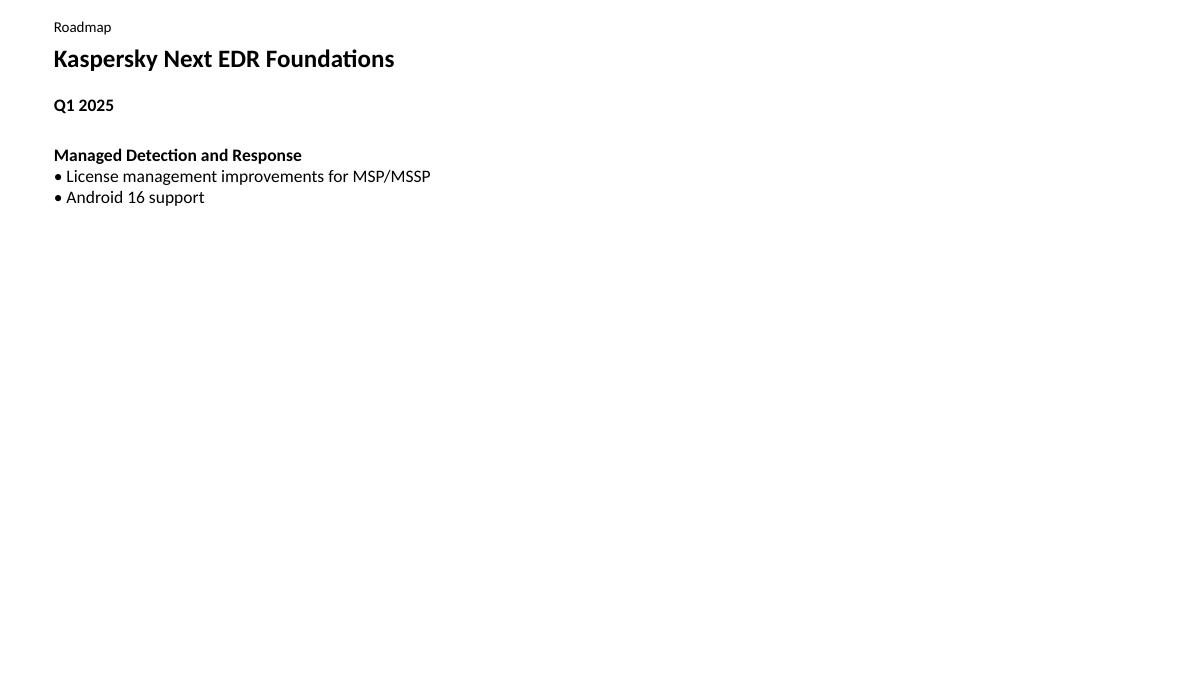 Roadmap
Kaspersky Next EDR Foundations
Q1 2025
Managed Detection and Response
• License management improvements for MSP/MSSP
• Android 16 support